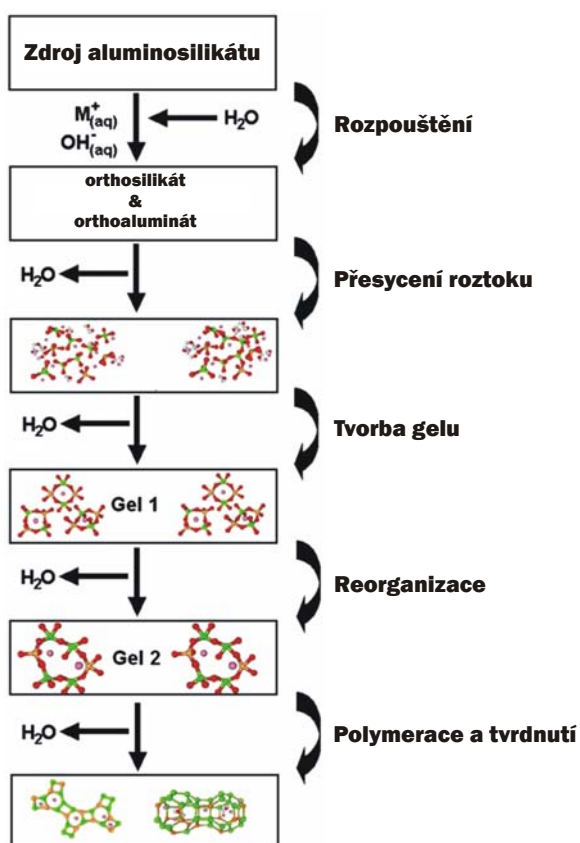 Zdroj aluminosilikátu
M⁺(aq)
OH⁻(aq)
H₂O
Rozpouštění
orthosilikát
&
orthoaluminát
H₂O
Přesycení roztoku
H₂O
Tvorba gelu
Gel 1
H₂O
Reorganizace
Gel 2
H₂O
Polymerace a tvrdnutí